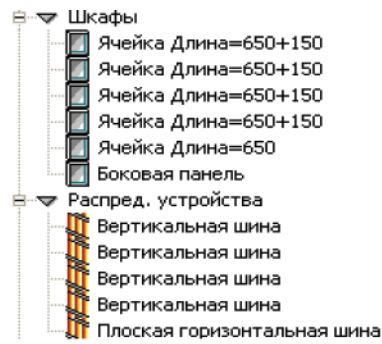 Шкафы
Ячейка Длина=650+150
Ячейка Длина=650+150
Ячейка Длина=650+150
Ячейка Длина=650+150
Ячейка Длина=650
Боковая панель
Распред. устройства
Вертикальная шина
Вертикальная шина
Вертикальная шина
Вертикальная шина
Плоская горизонтальная шина